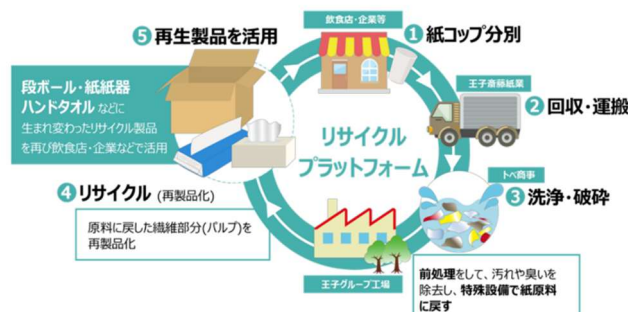 飲食店・企業等
❶ 紙コップ分別
王子斎藤紙業
❷ 回収・運搬
トベ商事
❸ 洗浄・破砕
前処理をして、汚れや臭いを
除去し、特殊設備で紙原料
に戻す
王子グループ工場
❹ リサイクル (再製品化)
原料に戻した繊維部分(パルプ)を
再製品化
❺ 再生製品を活用
段ボール・紙紙器
ハンドタオル などに
生まれ変わったリサイクル製品
を再び飲食店・企業などで活用
リサイクル
プラットフォーム